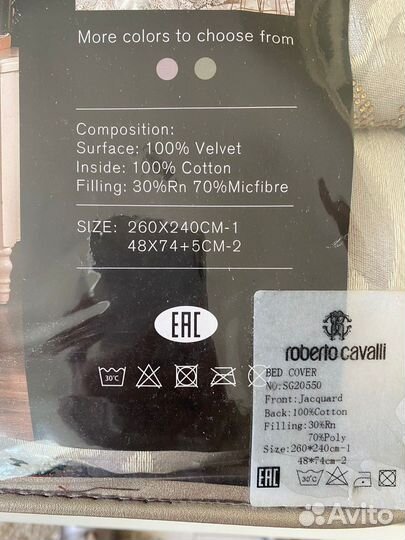 More colors to choose from
Composition:
Surface: 100% Velvet
Inside: 100% Cotton
Filling: 30%Rn 70%Micfibre
SIZE: 260X240CM-1
48X74+5CM-2
EAC
30°C
roberto cavalli
BED COVER
NO:SG20550
Front: Jacquard
Back: 100%Cotton
Filling: 30%Rn
70%Poly
Size: 260*240cm-1
48*74cm-2
EAC
30°C
Avito